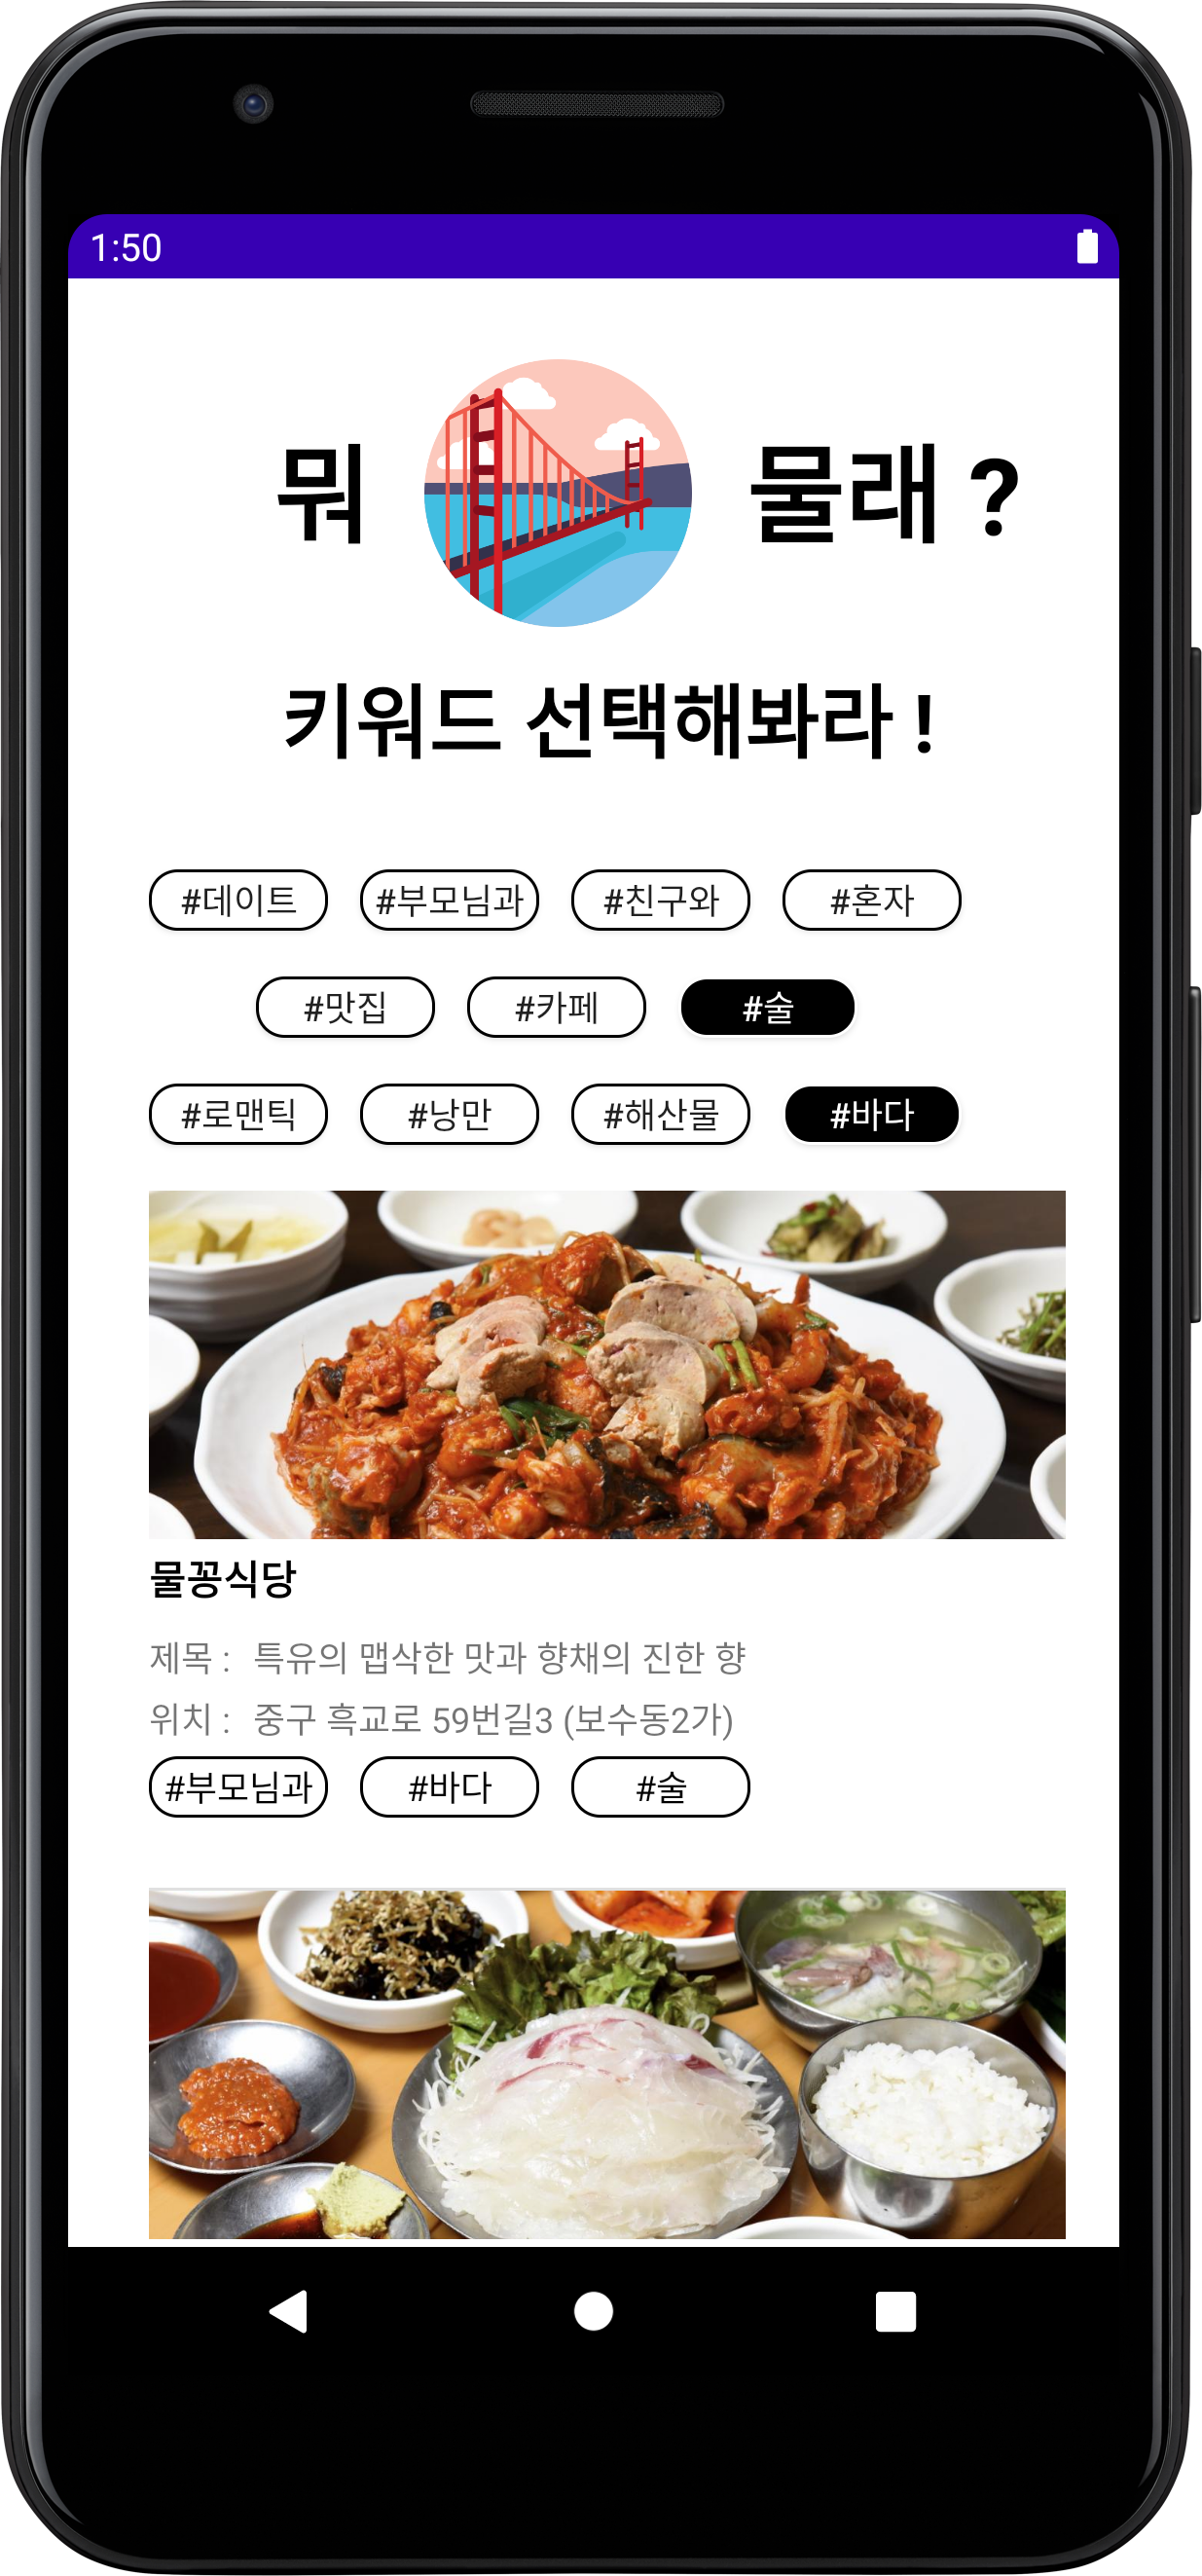 1:50
뭐 물래 ?
키워드 선택해봐라 !
#데이트 #부모님과 #친구와 #혼자
#맛집 #카페 #술
#로맨틱 #낭만 #해산물 #바다
물꽁식당
제목 : 특유의 맵삭한 맛과 향채의 진한 향
위치 : 중구 흑교로 59번길3 (보수동2가)
#부모님과 #바다 #술